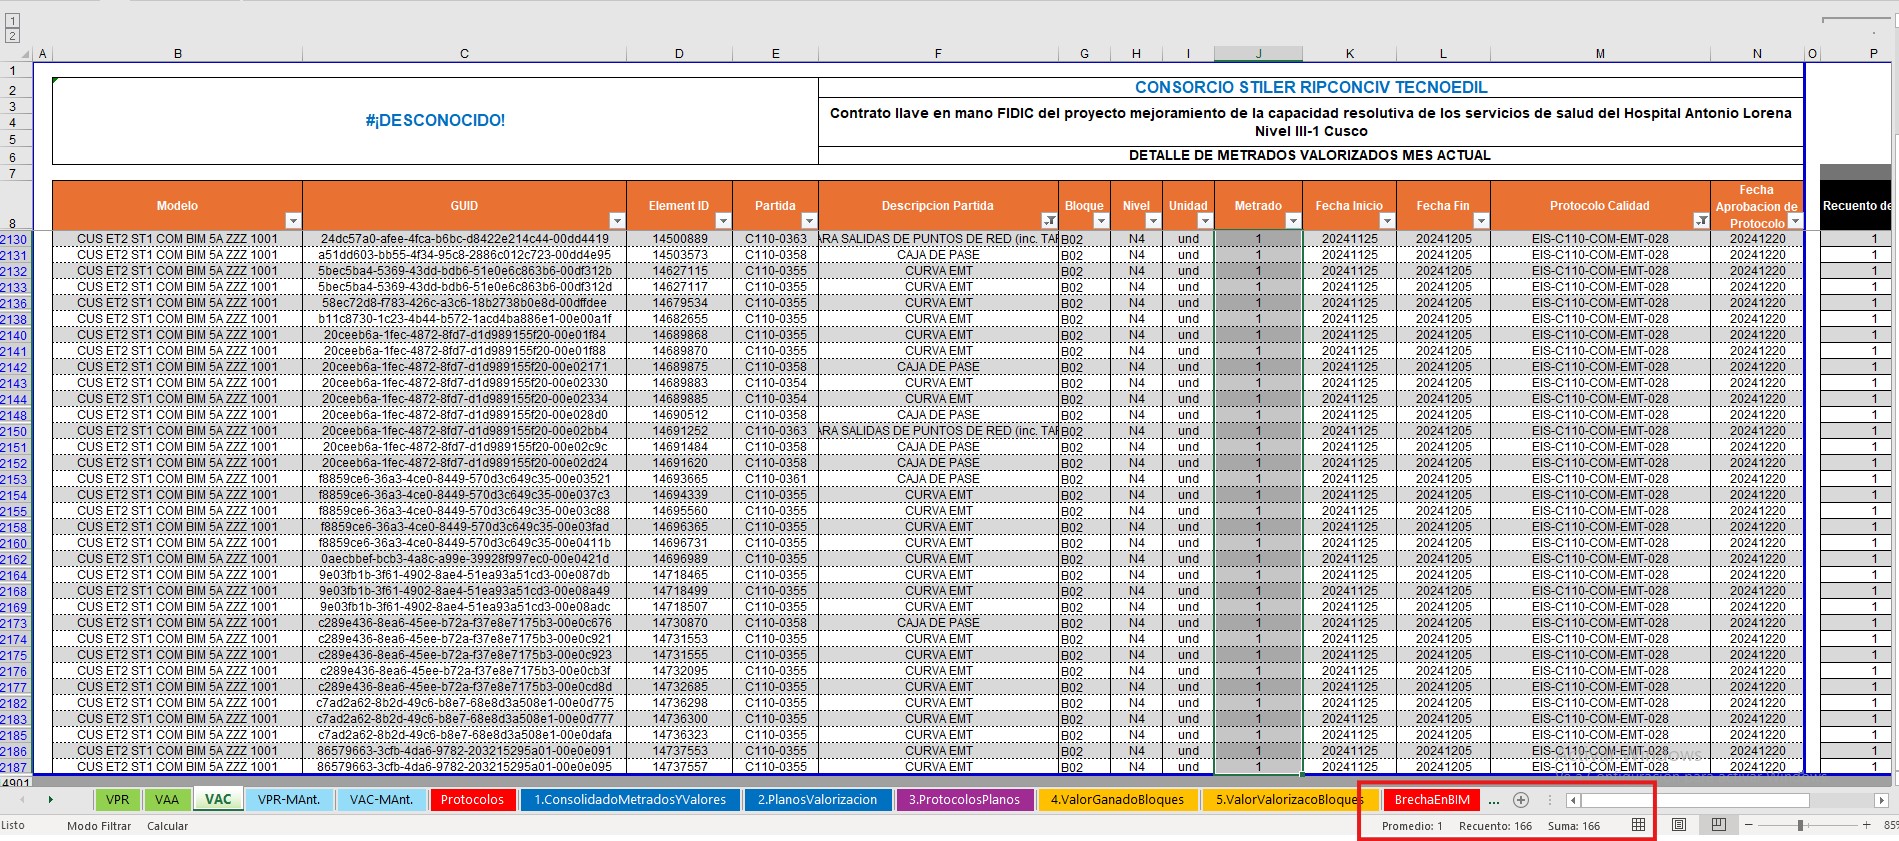 1
2
A B C D E F G H I J K L M N O P
1
2 CONSORCIO STILER RIPCONCIV TECNOEDIL
3
4 #¡DESCONOCIDO! Contrato llave en mano FIDIC del proyecto mejoramiento de la capacidad resolutiva de los servicios de salud del Hospital Antonio Lorena
5 Nivel III-1 Cusco
6 DETALLE DE METRADOS VALORIZADOS MES ACTUAL
7
8 Modelo GUID Element ID Partida Descripcion Partida Bloque Nivel Unidad Metrado Fecha Inicio Fecha Fin Protocolo Calidad Fecha Aprobacion de Protocolo Recuento de
2130 CUS ET2 ST1 COM BIM 5A ZZZ 1001 24dc57a0-afee-4fca-b6bc-d8422e214c44-00dd4419 14500889 C110-0363 ARA SALIDAS DE PUNTOS DE RED (inc. TAP B02 N4 und 1 20241125 20241205 EIS-C110-COM-EMT-028 20241220 1
2131 CUS ET2 ST1 COM BIM 5A ZZZ 1001 a51dd603-bb55-4f34-95c8-2886c012c723-00dd4e95 14503573 C110-0358 CAJA DE PASE B02 N4 und 1 20241125 20241205 EIS-C110-COM-EMT-028 20241220 1
2132 CUS ET2 ST1 COM BIM 5A ZZZ 1001 5bec5ba4-5369-43dd-bdb6-51e0e6c863b6-00df312b 14627115 C110-0355 CURVA EMT B02 N4 und 1 20241125 20241205 EIS-C110-COM-EMT-028 20241220 1
2133 CUS ET2 ST1 COM BIM 5A ZZZ 1001 5bec5ba4-5369-43dd-bdb6-51e0e6c863b6-00df312d 14627117 C110-0355 CURVA EMT B02 N4 und 1 20241125 20241205 EIS-C110-COM-EMT-028 20241220 1
2136 CUS ET2 ST1 COM BIM 5A ZZZ 1001 58ec72d8-f783-426c-a3c6-18b2738b0e8d-00dffdee 14679534 C110-0355 CURVA EMT B02 N4 und 1 20241125 20241205 EIS-C110-COM-EMT-028 20241220 1
2138 CUS ET2 ST1 COM BIM 5A ZZZ 1001 b11c8730-1c23-4b44-b572-1acd4ba886e1-00e00a1f 14682655 C110-0355 CURVA EMT B02 N4 und 1 20241125 20241205 EIS-C110-COM-EMT-028 20241220 1
2140 CUS ET2 ST1 COM BIM 5A ZZZ 1001 20ceeb6a-1fec-4872-8fd7-d1d989155f20-00e01f84 14689868 C110-0355 CURVA EMT B02 N4 und 1 20241125 20241205 EIS-C110-COM-EMT-028 20241220 1
2141 CUS ET2 ST1 COM BIM 5A ZZZ 1001 20ceeb6a-1fec-4872-8fd7-d1d989155f20-00e01f88 14689870 C110-0355 CURVA EMT B02 N4 und 1 20241125 20241205 EIS-C110-COM-EMT-028 20241220 1
2142 CUS ET2 ST1 COM BIM 5A ZZZ 1001 20ceeb6a-1fec-4872-8fd7-d1d989155f20-00e02171 14689875 C110-0358 CAJA DE PASE B02 N4 und 1 20241125 20241205 EIS-C110-COM-EMT-028 20241220 1
2143 CUS ET2 ST1 COM BIM 5A ZZZ 1001 20ceeb6a-1fec-4872-8fd7-d1d989155f20-00e02330 14689883 C110-0354 CURVA EMT B02 N4 und 1 20241125 20241205 EIS-C110-COM-EMT-028 20241220 1
2144 CUS ET2 ST1 COM BIM 5A ZZZ 1001 20ceeb6a-1fec-4872-8fd7-d1d989155f20-00e02334 14689885 C110-0354 CURVA EMT B02 N4 und 1 20241125 20241205 EIS-C110-COM-EMT-028 20241220 1
2148 CUS ET2 ST1 COM BIM 5A ZZZ 1001 20ceeb6a-1fec-4872-8fd7-d1d989155f20-00e028d0 14690512 C110-0358 CAJA DE PASE B02 N4 und 1 20241125 20241205 EIS-C110-COM-EMT-028 20241220 1
2150 CUS ET2 ST1 COM BIM 5A ZZZ 1001 20ceeb6a-1fec-4872-8fd7-d1d989155f20-00e02bb4 14691252 C110-0363 ARA SALIDAS DE PUNTOS DE RED (inc. TAP B02 N4 und 1 20241125 20241205 EIS-C110-COM-EMT-028 20241220 1
2151 CUS ET2 ST1 COM BIM 5A ZZZ 1001 20ceeb6a-1fec-4872-8fd7-d1d989155f20-00e02c9c 14691484 C110-0358 CAJA DE PASE B02 N4 und 1 20241125 20241205 EIS-C110-COM-EMT-028 20241220 1
2152 CUS ET2 ST1 COM BIM 5A ZZZ 1001 20ceeb6a-1fec-4872-8fd7-d1d989155f20-00e02d24 14691620 C110-0358 CAJA DE PASE B02 N4 und 1 20241125 20241205 EIS-C110-COM-EMT-028 20241220 1
2153 CUS ET2 ST1 COM BIM 5A ZZZ 1001 f8859ce6-36a3-4ce0-8449-570d3c649c35-00e03521 14693665 C110-0361 CAJA DE PASE B02 N4 und 1 20241125 20241205 EIS-C110-COM-EMT-028 20241220 1
2154 CUS ET2 ST1 COM BIM 5A ZZZ 1001 f8859ce6-36a3-4ce0-8449-570d3c649c35-00e037c3 14694339 C110-0355 CURVA EMT B02 N4 und 1 20241125 20241205 EIS-C110-COM-EMT-028 20241220 1
2155 CUS ET2 ST1 COM BIM 5A ZZZ 1001 f8859ce6-36a3-4ce0-8449-570d3c649c35-00e03c88 14695560 C110-0355 CURVA EMT B02 N4 und 1 20241125 20241205 EIS-C110-COM-EMT-028 20241220 1
2158 CUS ET2 ST1 COM BIM 5A ZZZ 1001 f8859ce6-36a3-4ce0-8449-570d3c649c35-00e03fad 14696365 C110-0355 CURVA EMT B02 N4 und 1 20241125 20241205 EIS-C110-COM-EMT-028 20241220 1
2160 CUS ET2 ST1 COM BIM 5A ZZZ 1001 f8859ce6-36a3-4ce0-8449-570d3c649c35-00e0411b 14696731 C110-0355 CURVA EMT B02 N4 und 1 20241125 20241205 EIS-C110-COM-EMT-028 20241220 1
2162 CUS ET2 ST1 COM BIM 5A ZZZ 1001 0aecbbef-bcb3-4a8c-a99e-39928f997ec0-00e0421d 14696989 C110-0355 CURVA EMT B02 N4 und 1 20241125 20241205 EIS-C110-COM-EMT-028 20241220 1
2164 CUS ET2 ST1 COM BIM 5A ZZZ 1001 9e03fb1b-3f61-4902-8ae4-51ea93a51cd3-00e087db 14718465 C110-0355 CURVA EMT B02 N4 und 1 20241125 20241205 EIS-C110-COM-EMT-028 20241220 1
2168 CUS ET2 ST1 COM BIM 5A ZZZ 1001 9e03fb1b-3f61-4902-8ae4-51ea93a51cd3-00e08a49 14718499 C110-0355 CURVA EMT B02 N4 und 1 20241125 20241205 EIS-C110-COM-EMT-028 20241220 1
2169 CUS ET2 ST1 COM BIM 5A ZZZ 1001 9e03fb1b-3f61-4902-8ae4-51ea93a51cd3-00e08adc 14718507 C110-0355 CURVA EMT B02 N4 und 1 20241125 20241205 EIS-C110-COM-EMT-028 20241220 1
2173 CUS ET2 ST1 COM BIM 5A ZZZ 1001 c289e436-8ea6-45ee-b72a-f37e8e7175b3-00e0c676 14730870 C110-0358 CAJA DE PASE B02 N4 und 1 20241125 20241205 EIS-C110-COM-EMT-028 20241220 1
2174 CUS ET2 ST1 COM BIM 5A ZZZ 1001 c289e436-8ea6-45ee-b72a-f37e8e7175b3-00e0c921 14731553 C110-0355 CURVA EMT B02 N4 und 1 20241125 20241205 EIS-C110-COM-EMT-028 20241220 1
2175 CUS ET2 ST1 COM BIM 5A ZZZ 1001 c289e436-8ea6-45ee-b72a-f37e8e7175b3-00e0c923 14731555 C110-0355 CURVA EMT B02 N4 und 1 20241125 20241205 EIS-C110-COM-EMT-028 20241220 1
2176 CUS ET2 ST1 COM BIM 5A ZZZ 1001 c289e436-8ea6-45ee-b72a-f37e8e7175b3-00e0cb3f 14732095 C110-0355 CURVA EMT B02 N4 und 1 20241125 20241205 EIS-C110-COM-EMT-028 20241220 1
2177 CUS ET2 ST1 COM BIM 5A ZZZ 1001 c289e436-8ea6-45ee-b72a-f37e8e7175b3-00e0cd8d 14732685 C110-0355 CURVA EMT B02 N4 und 1 20241125 20241205 EIS-C110-COM-EMT-028 20241220 1
2182 CUS ET2 ST1 COM BIM 5A ZZZ 1001 c7ad2a62-8b2d-49c6-b8e7-68e8d3a508e1-00e0d775 14736298 C110-0355 CURVA EMT B02 N4 und 1 20241125 20241205 EIS-C110-COM-EMT-028 20241220 1
2183 CUS ET2 ST1 COM BIM 5A ZZZ 1001 c7ad2a62-8b2d-49c6-b8e7-68e8d3a508e1-00e0d777 14736300 C110-0355 CURVA EMT B02 N4 und 1 20241125 20241205 EIS-C110-COM-EMT-028 20241220 1
2185 CUS ET2 ST1 COM BIM 5A ZZZ 1001 c7ad2a62-8b2d-49c6-b8e7-68e8d3a508e1-00e0dafa 14736323 C110-0355 CURVA EMT B02 N4 und 1 20241125 20241205 EIS-C110-COM-EMT-028 20241220 1
2186 CUS ET2 ST1 COM BIM 5A ZZZ 1001 86579663-3cfb-4da6-9782-203215295a01-00e0e091 14737553 C110-0355 CURVA EMT B02 N4 und 1 20241125 20241205 EIS-C110-COM-EMT-028 20241220 1
2187 CUS ET2 ST1 COM BIM 5A ZZZ 1001 86579663-3cfb-4da6-9782-203215295a01-00e0e095 14737557 C110-0355 CURVA EMT B02 N4 und 1 20241125 20241205 EIS-C110-COM-EMT-028 20241220 1
4901
VPR VAA VAC VPR-MAnt. VAC-MAnt. Protocolos 1.ConsolidadoMetradosYValores 2.PlanosValorizacion 3.ProtocolosPlanos 4.ValorGanadoBloques 5.ValorValorizacoBloques BrechaEnBIM ...
Listo Modo Filtrar Calcular Promedio: 1 Recuento: 166 Suma: 166 85%